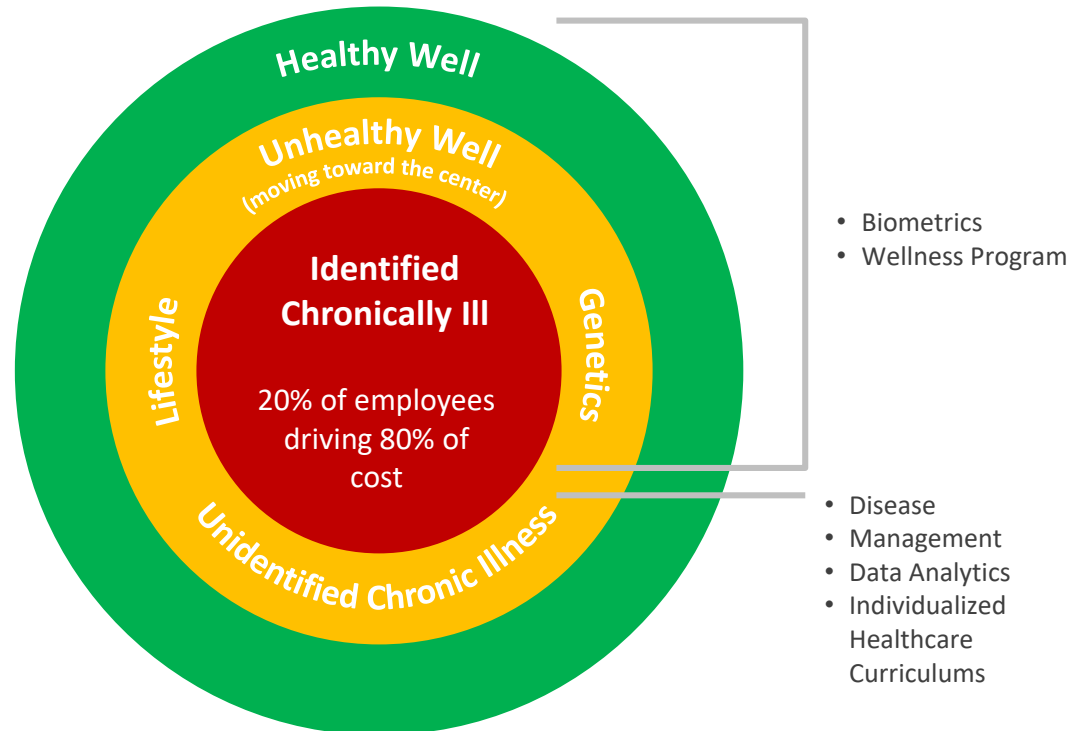 Healthy Well
Unhealthy Well
(moving toward the center)
Identified
Chronically Ill
20% of employees
driving 80% of
cost
Lifestyle
Genetics
Unidentified Chronic Illness
• Biometrics
• Wellness Program
• Disease
• Management
• Data Analytics
• Individualized
Healthcare
Curriculums